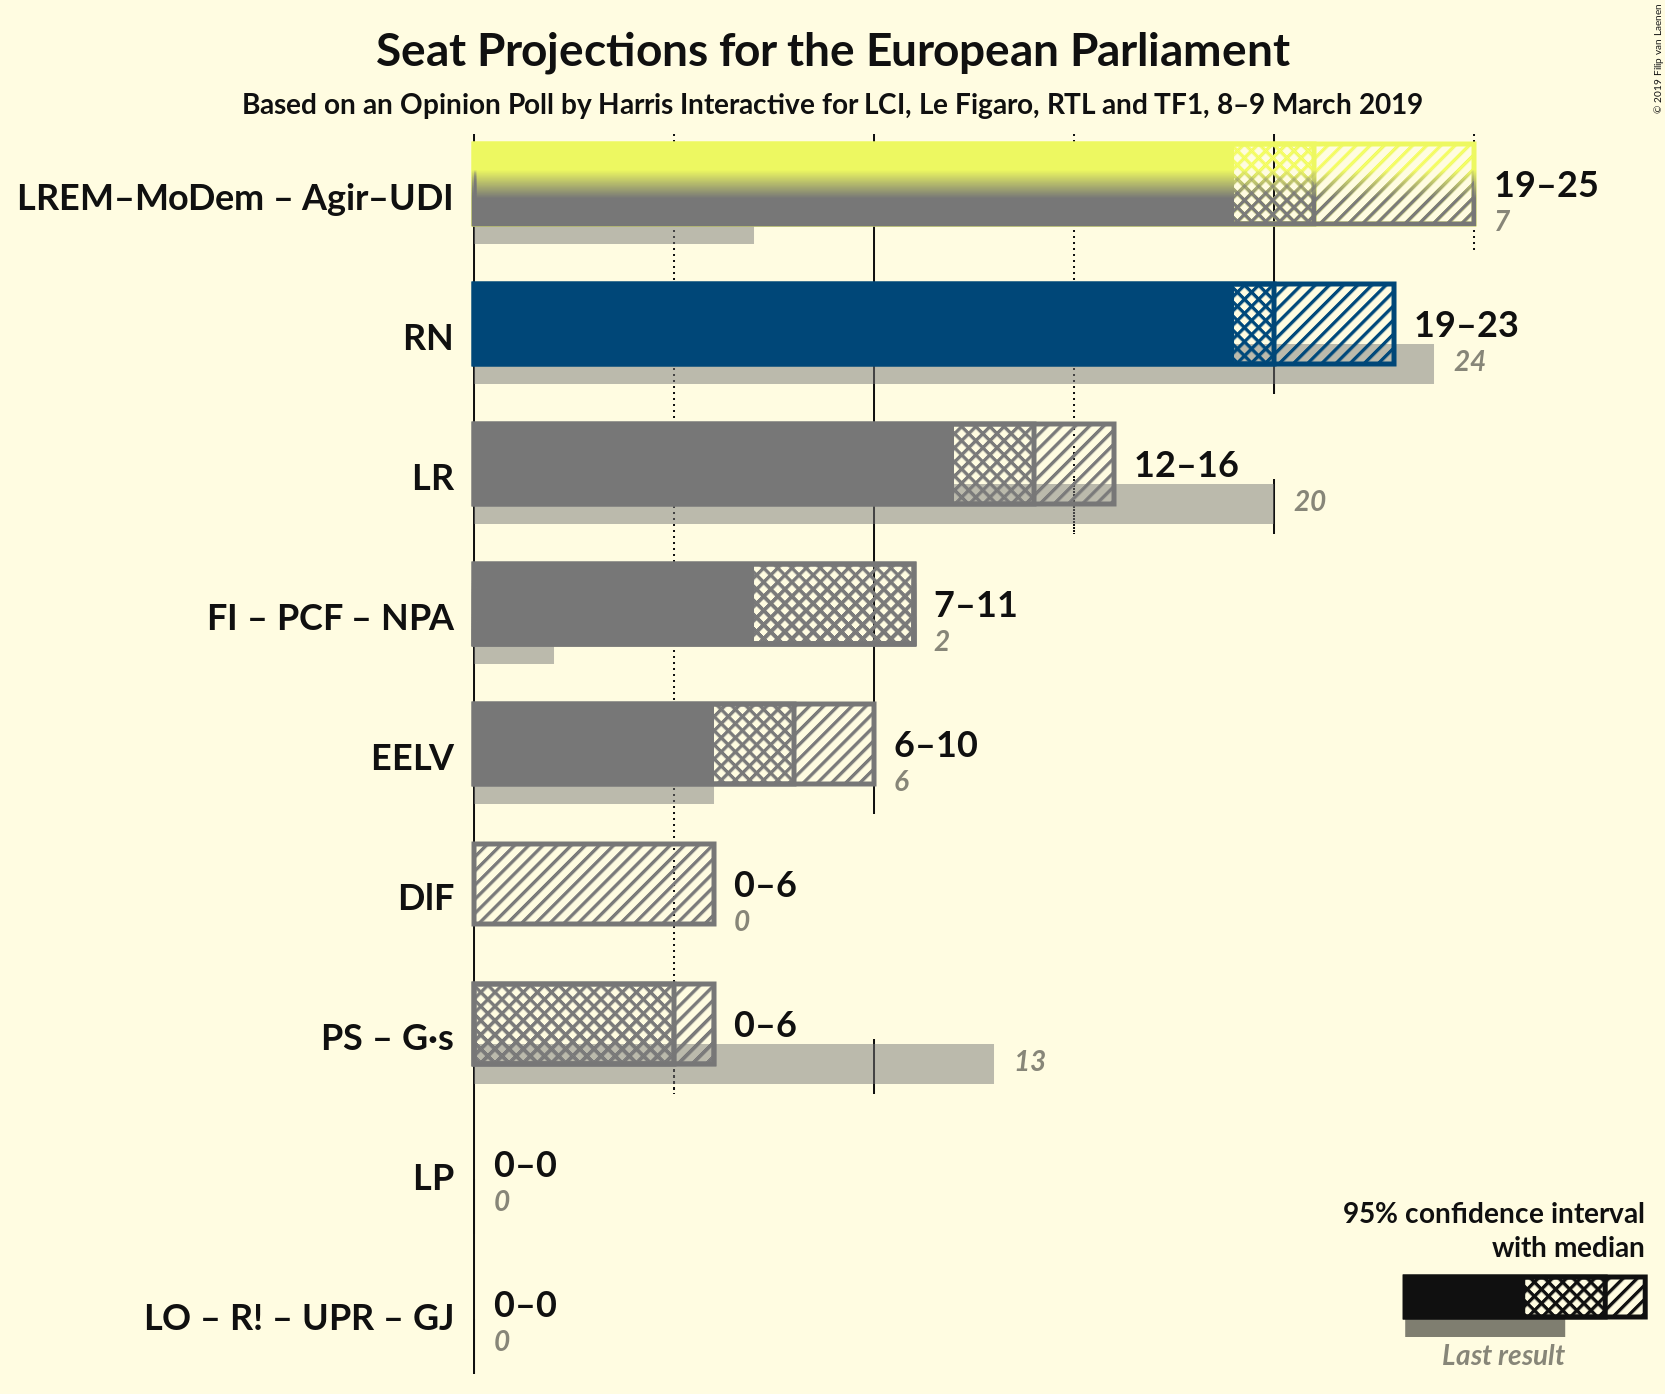 Seat Projections for the European Parliament
Based on an Opinion Poll by Harris Interactive for LCI, Le Figaro, RTL and TF1, 8–9 March 2019
© 2019 Filip van Laenen
LREM–MoDem – Agir–UDI
19–25
7
RN
19–23
24
LR
12–16
20
FI – PCF – NPA
7–11
2
EELV
6–10
6
DlF
0–6
0
PS – G·s
0–6
13
LP
0–0
0
LO – R! – UPR – GJ
0–0
0
95% confidence interval
with median
Last result